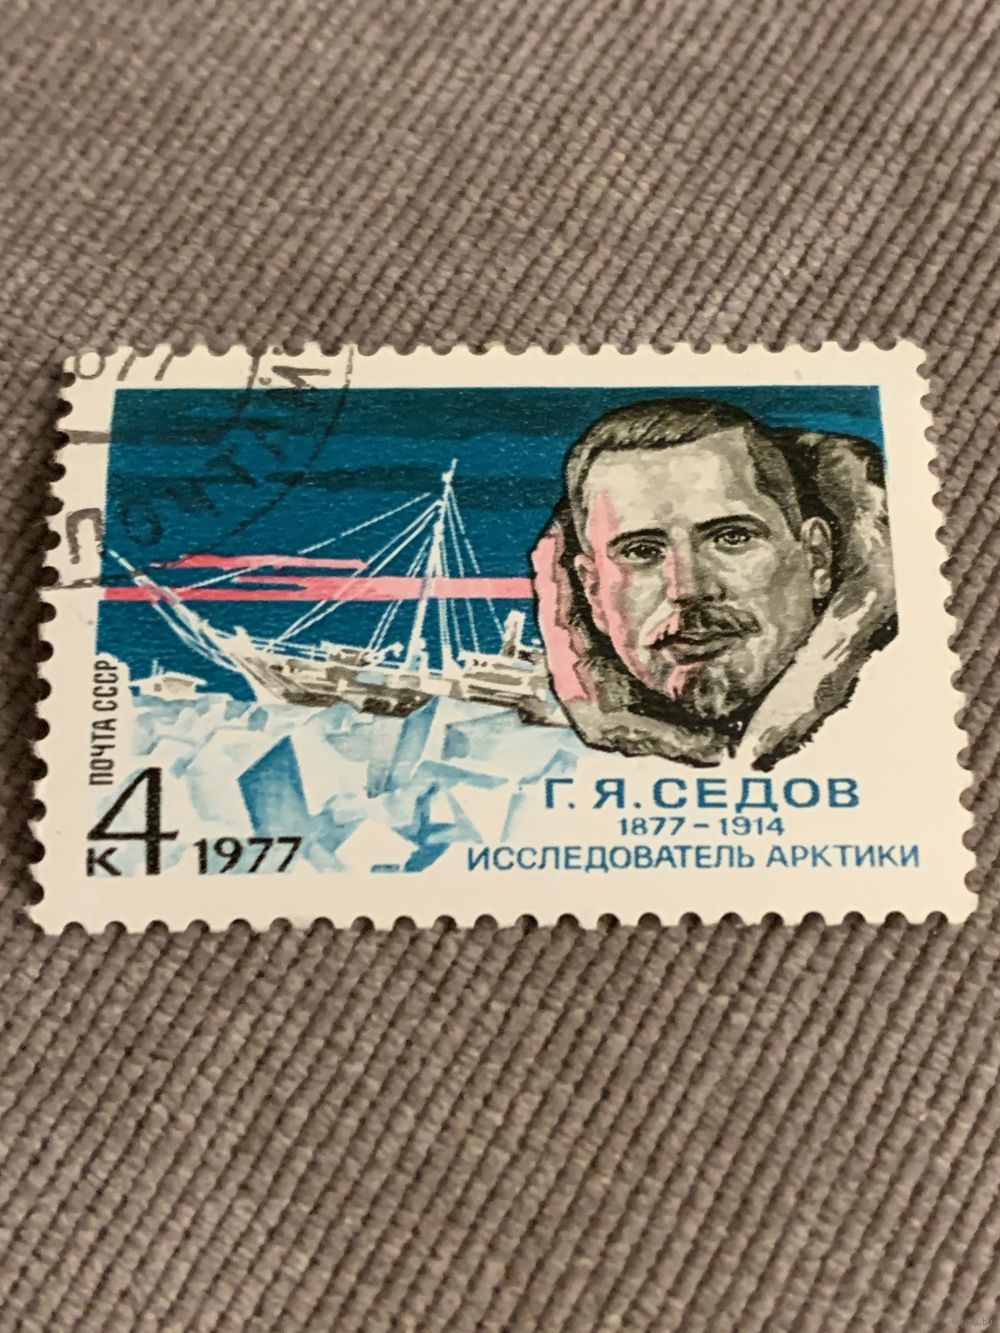 ПОЧТА СССР
4
К
1977
Г. Я. СЕДОВ
1877-1914
ИССЛЕДОВАТЕЛЬ АРКТИКИ